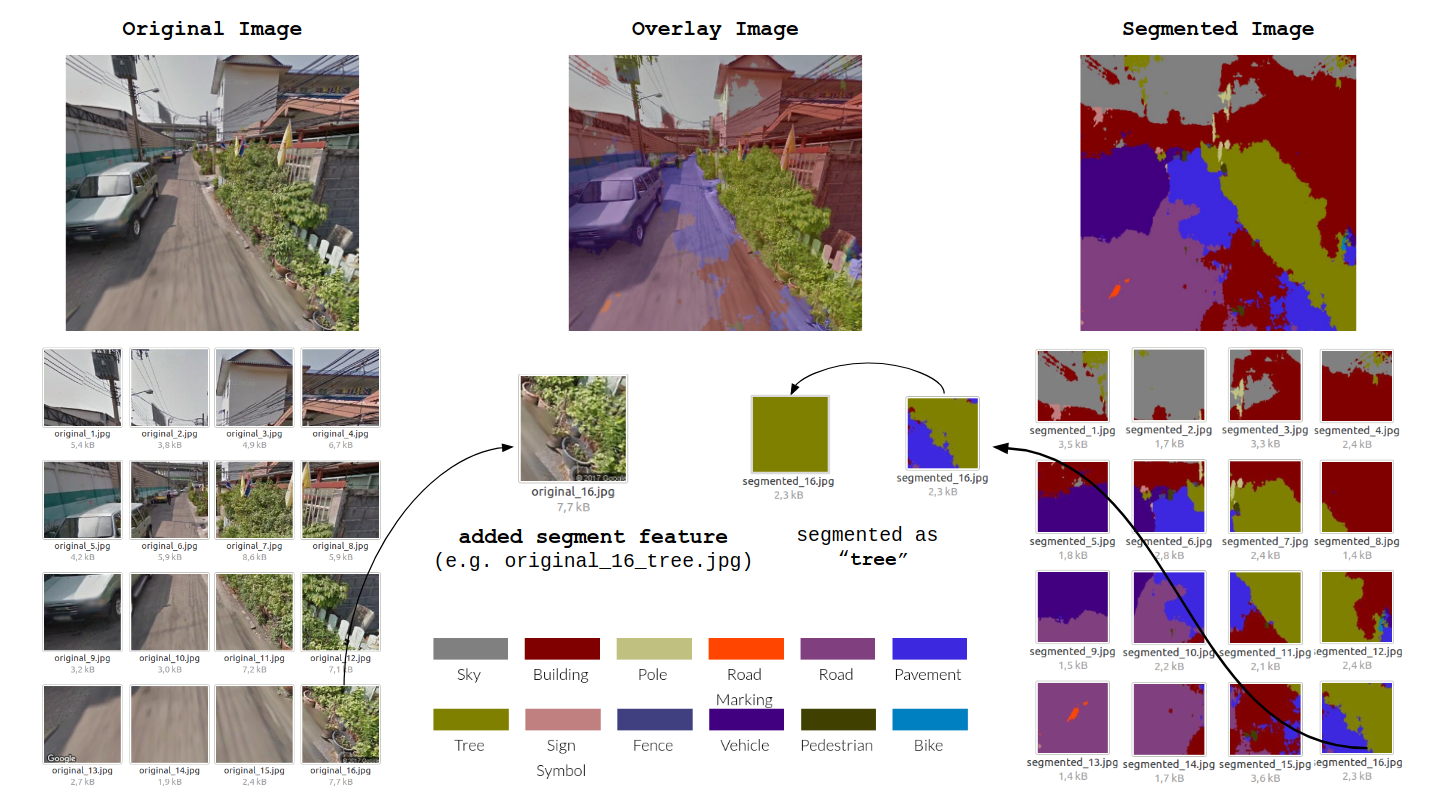 Original Image
Overlay Image
Segmented Image
original_1.jpg
5,4 kB
original_2.jpg
3,8 kB
original_3.jpg
4,9 kB
original_4.jpg
6,7 kB
original_5.jpg
4,2 kB
original_6.jpg
5,9 kB
original_7.jpg
8,6 kB
original_8.jpg
5,9 kB
original_9.jpg
3,2 kB
original_10.jpg
3,0 kB
original_11.jpg
7,2 kB
original_12.jpg
7,1 kB
Google
original_13.jpg
2,7 kB
original_14.jpg
1,9 kB
original_15.jpg
2,4 kB
© 2017 Google
original_16.jpg
7,7 kB
© 2017 Google
original_16.jpg
7,7 kB
added segment feature
(e.g. original_16_tree.jpg)
segmented_16.jpg
2,3 kB
segmented_16.jpg
2,3 kB
segmented as
“tree”
Sky
Building
Pole
Road
Marking
Road
Pavement
Tree
Sign
Symbol
Fence
Vehicle
Pedestrian
Bike
segmented_1.jpg
3,5 kB
segmented_2.jpg
1,7 kB
segmented_3.jpg
3,3 kB
segmented_4.jpg
2,4 kB
segmented_5.jpg
1,8 kB
segmented_6.jpg
2,8 kB
segmented_7.jpg
2,4 kB
segmented_8.jpg
1,4 kB
segmented_9.jpg
1,5 kB
segmented_10.jpg
2,2 kB
segmented_11.jpg
2,1 kB
segmented_12.jpg
2,4 kB
segmented_13.jpg
1,4 kB
segmented_14.jpg
1,7 kB
segmented_15.jpg
3,6 kB
segmented_16.jpg
2,3 kB